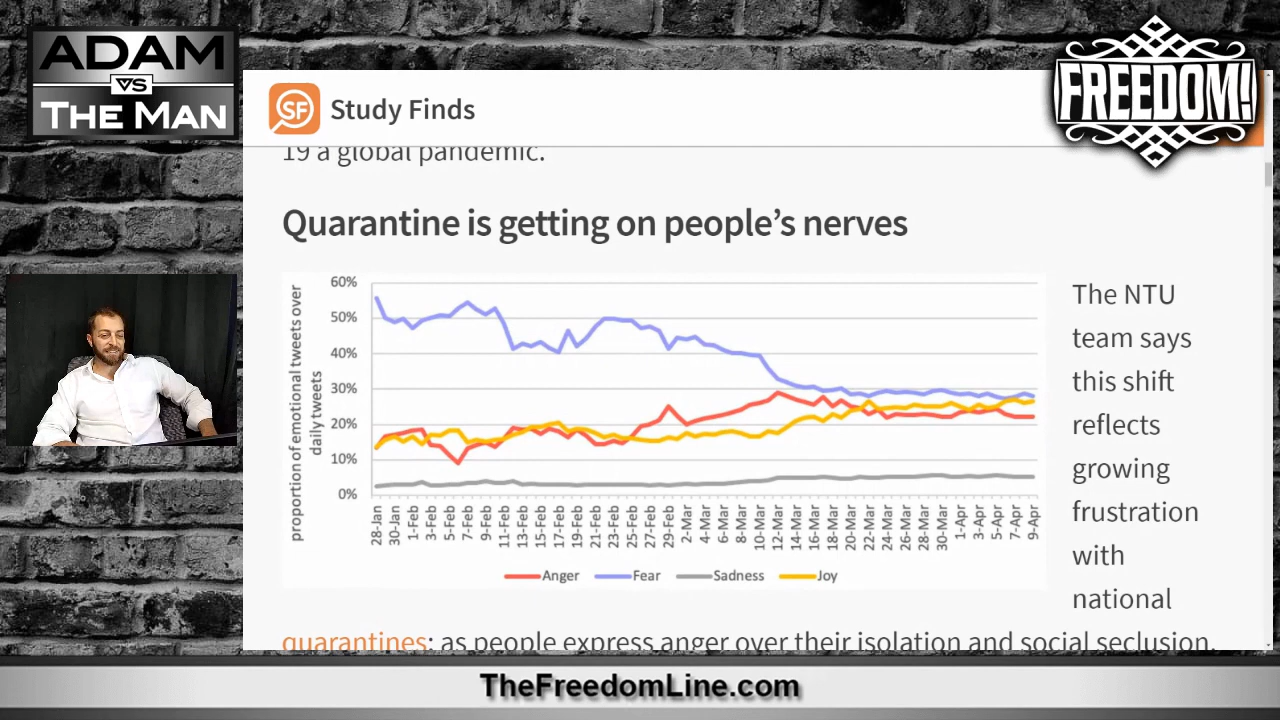 ADAM
VS
THE MAN
FREEDOM!
SF
Study Finds
19 a global pandemic.
Quarantine is getting on people's nerves
proportion of emotional tweets over
daily tweets
60%
50%
40%
30%
20%
10%
0%
28-Jan
30-Jan
1-Feb
3-Feb
5-Feb
7-Feb
9-Feb
11-Feb
13-Feb
15-Feb
17-Feb
19-Feb
21-Feb
23-Feb
25-Feb
27-Feb
29-Feb
2-Mar
4-Mar
6-Mar
8-Mar
10-Mar
12-Mar
14-Mar
16-Mar
18-Mar
20-Mar
22-Mar
24-Mar
26-Mar
28-Mar
30-Mar
1-Apr
3-Apr
5-Apr
7-Apr
9-Apr
Anger Fear Sadness Joy
The NTU
team says
this shift
reflects
growing
frustration
with
national
quarantines; as people express anger over their isolation and social seclusion.
TheFreedomLine.com